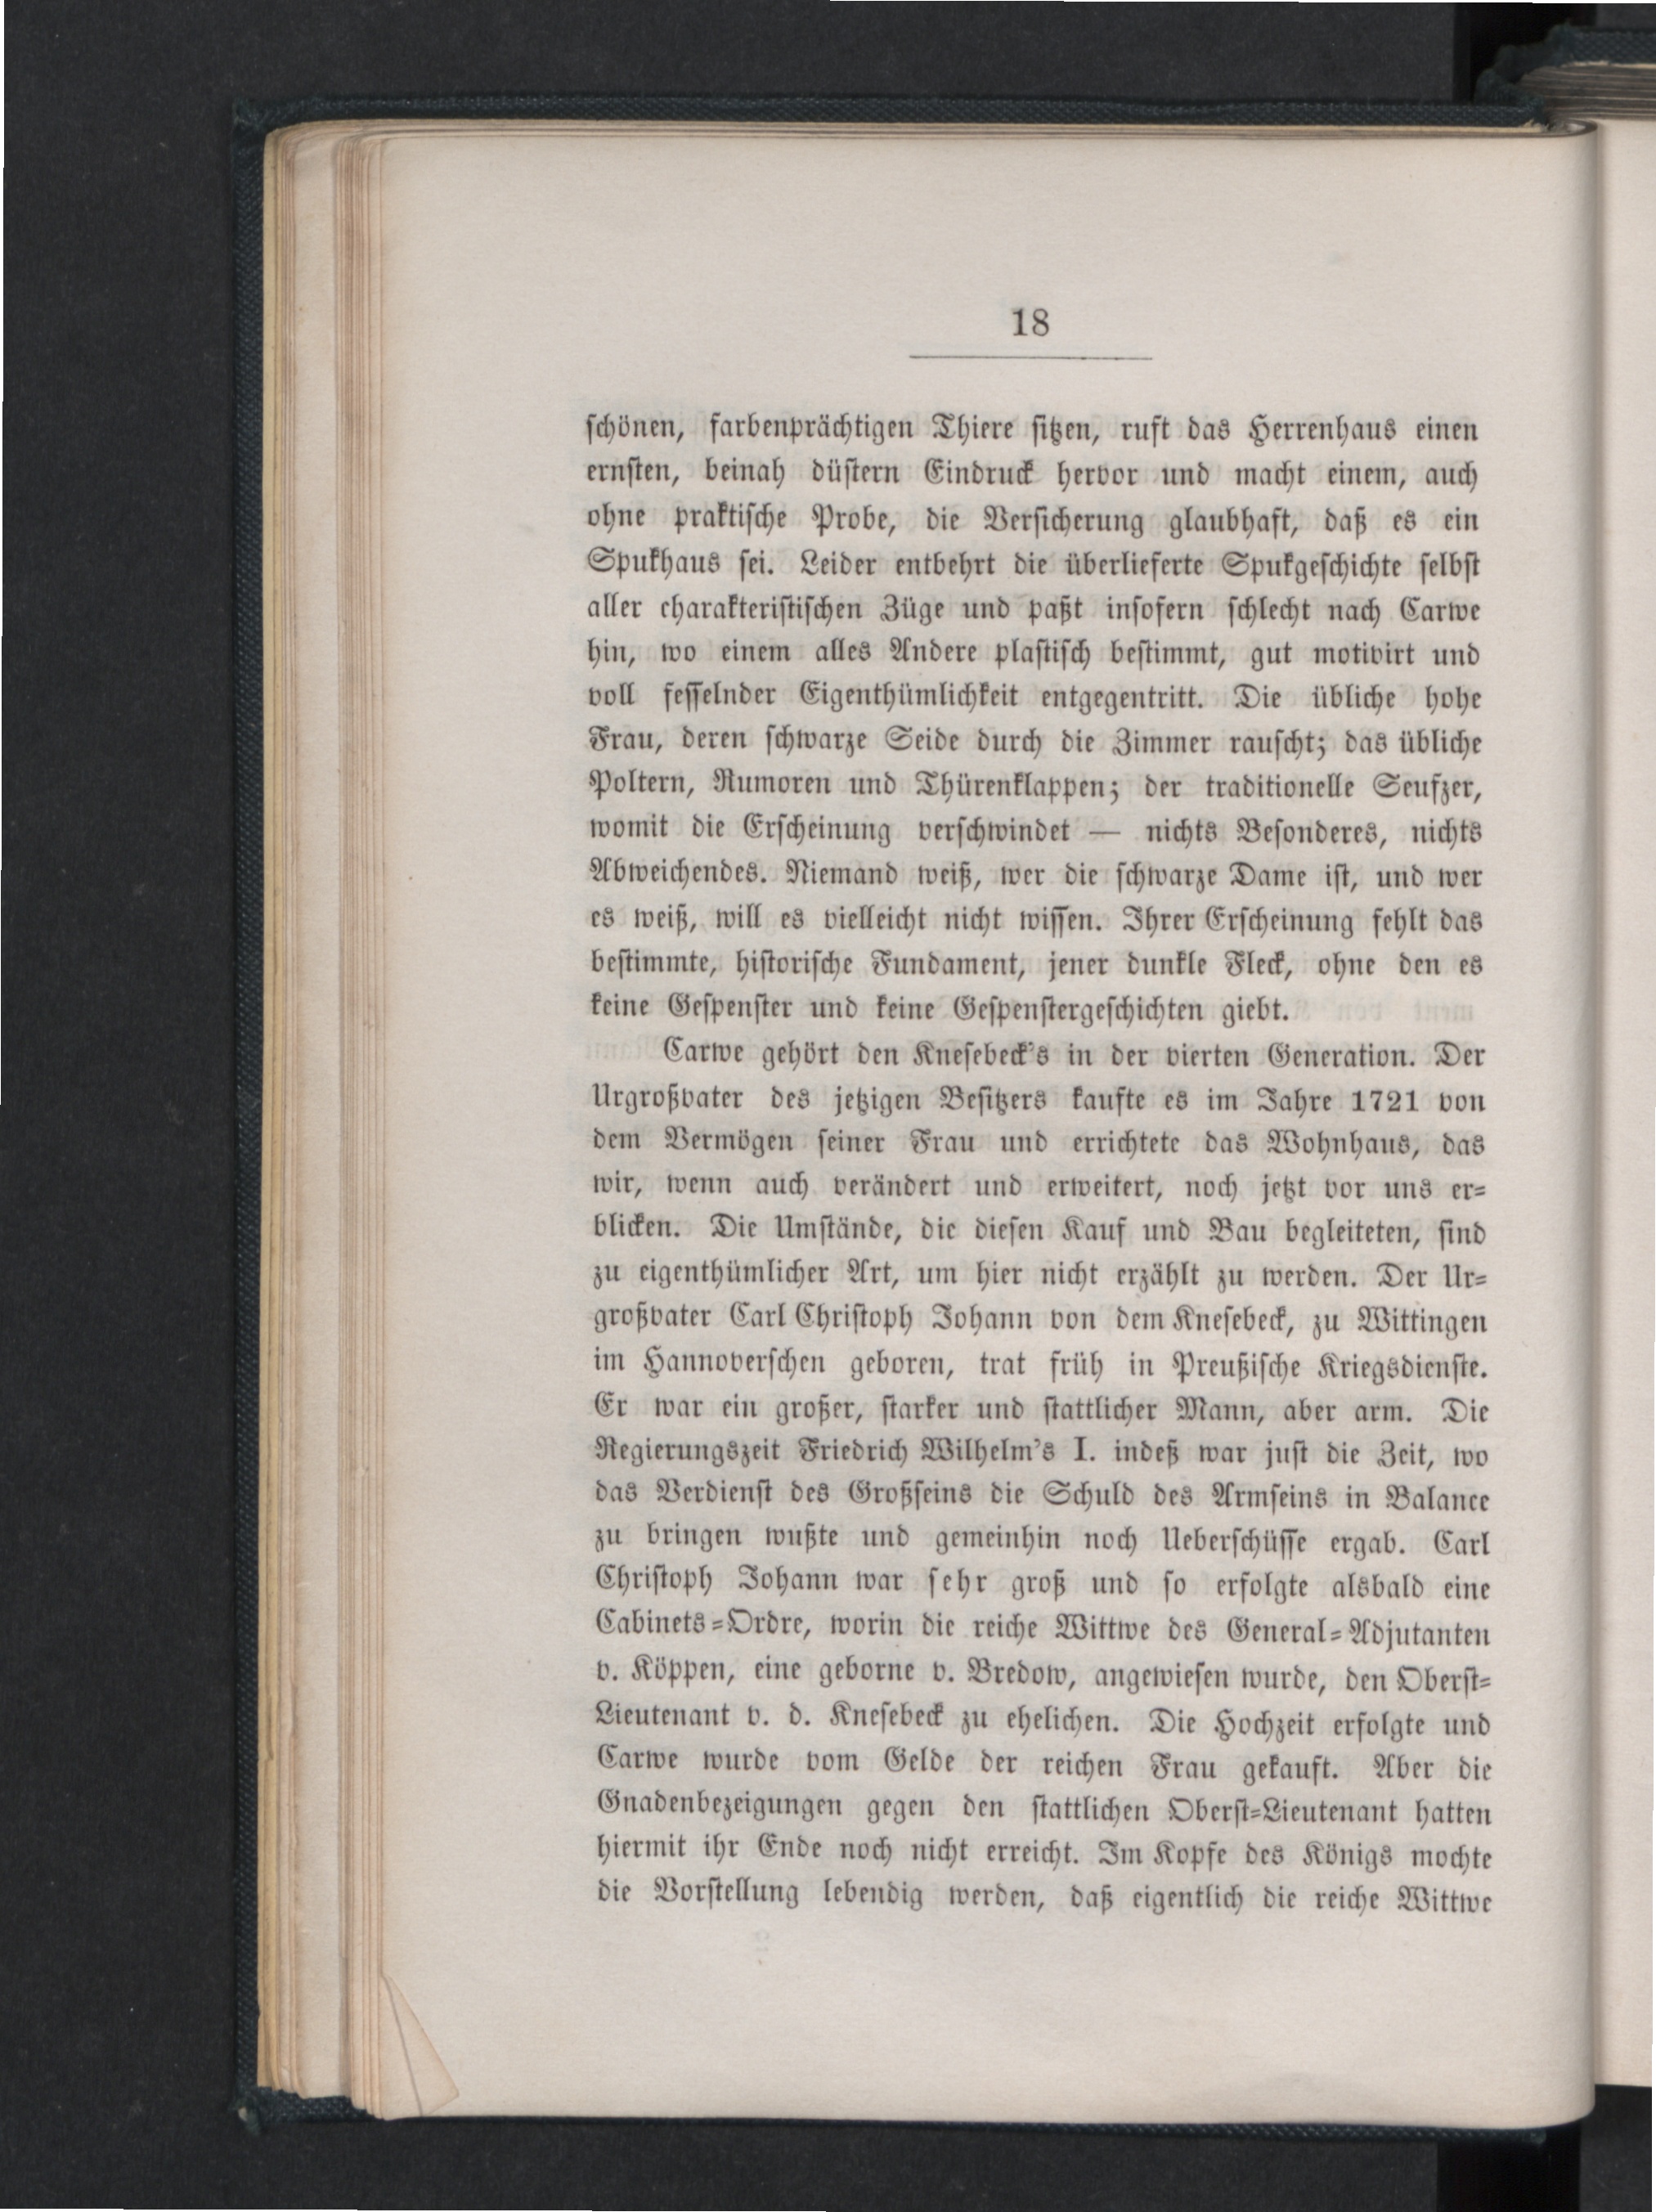 18
schönen, farbenprächtigen Thiere sitzen, ruft das Herrenhaus einen
ernsten, beinah düstern Eindruck hervor und macht einem, auch
ohne praktische Probe, die Versicherung glaubhaft, daß es ein
Spukhaus sei. Leider entbehrt die überlieferte Spukgeschichte selbst
aller charakteristischen Züge und paßt insofern schlecht nach Carwe
hin, wo einem alles Andere plastisch bestimmt, gut motivirt und
voll fesselnder Eigenthümlichkeit entgegentritt. Die übliche hohe
Frau, deren schwarze Seide durch die Zimmer rauscht; das übliche
Poltern, Rumoren und Thürenklappen; der traditionelle Seufzer,
womit die Erscheinung verschwindet — nichts Besonderes, nichts
Abweichendes. Niemand weiß, wer die schwarze Dame ist, und wer
es weiß, will es vielleicht nicht wissen. Ihrer Erscheinung fehlt das
bestimmte, historische Fundament, jener dunkle Fleck, ohne den es
keine Gespenster und keine Gespenstergeschichten giebt.
Carwe gehört den Knesebeck's in der vierten Generation. Der
Urgroßvater des jetzigen Besitzers kaufte es im Jahre 1721 von
dem Vermögen seiner Frau und errichtete das Wohnhaus, das
wir, wenn auch verändert und erweitert, noch jetzt vor uns er-
blicken. Die Umstände, die diesen Kauf und Bau begleiteten, sind
zu eigenthümlicher Art, um hier nicht erzählt zu werden. Der Ur-
großvater Carl Christoph Johann von dem Knesebeck, zu Wittingen
im Hannoverschen geboren, trat früh in Preußische Kriegsdienste.
Er war ein großer, starker und stattlicher Mann, aber arm. Die
Regierungszeit Friedrich Wilhelm's I. indeß war just die Zeit, wo
das Verdienst des Großseins die Schuld des Armseins in Balance
zu bringen wußte und gemeinhin noch Ueberschüsse ergab. Carl
Christoph Johann war sehr groß und so erfolgte alsbald eine
Cabinets-Ordre, worin die reiche Wittwe des General-Adjutanten
v. Köppen, eine geborne v. Bredow, angewiesen wurde, den Oberst-
Lieutenant v. d. Knesebeck zu ehelichen. Die Hochzeit erfolgte und
Carwe wurde vom Gelde der reichen Frau gekauft. Aber die
Gnadenbezeigungen gegen den stattlichen Oberst-Lieutenant hatten
hiermit ihr Ende noch nicht erreicht. Im Kopfe des Königs mochte
die Vorstellung lebendig werden, daß eigentlich die reiche Wittwe